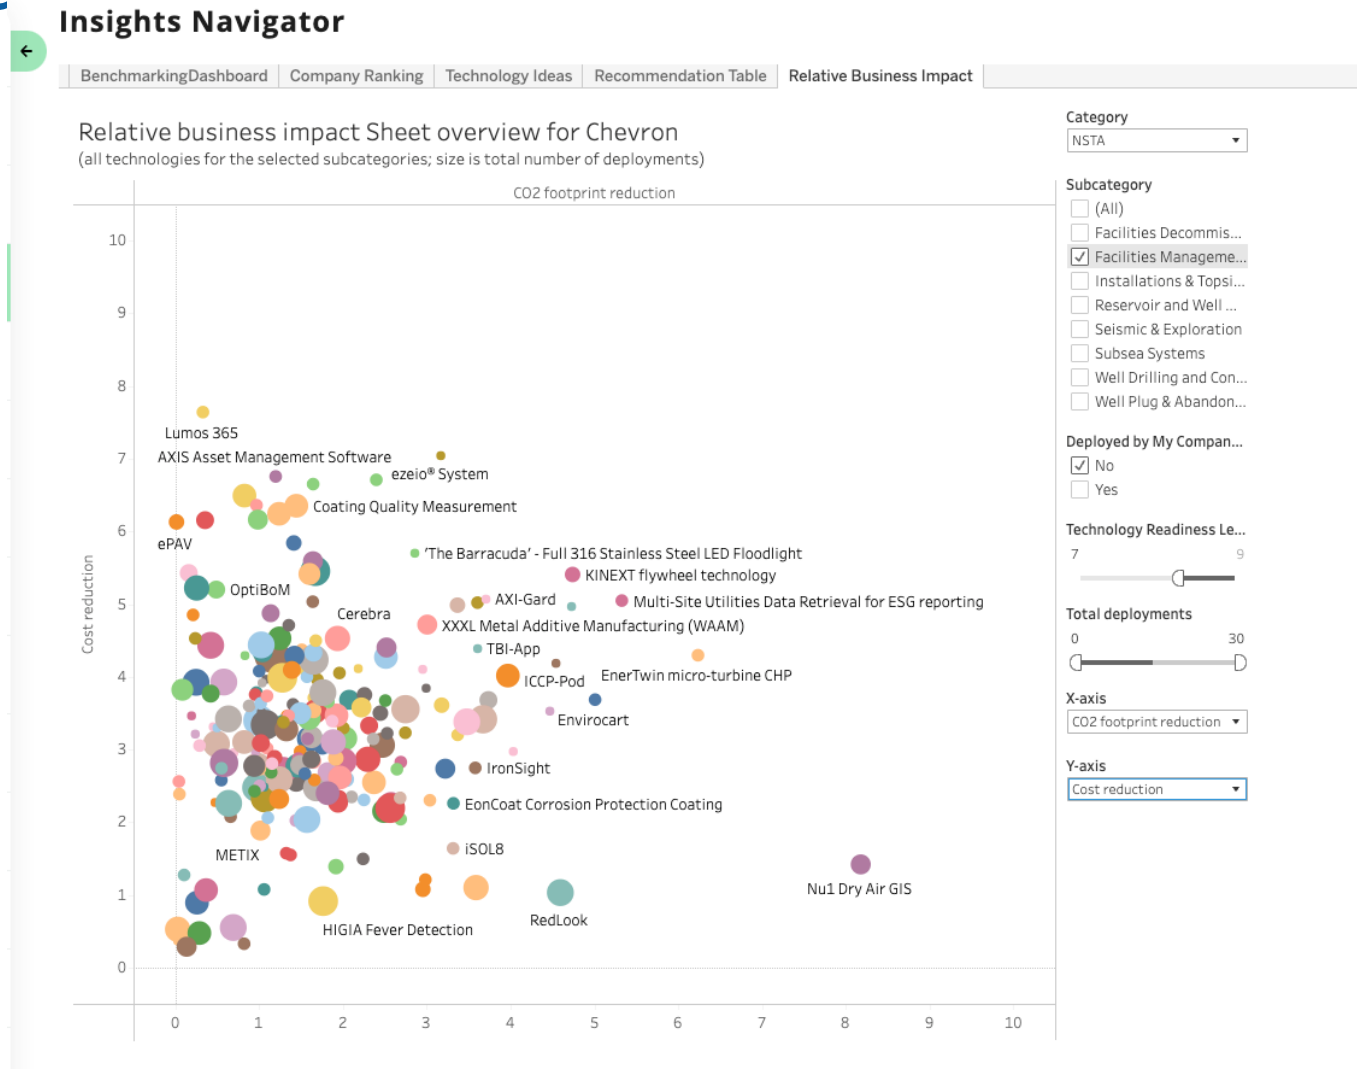 Insights Navigator
BenchmarkingDashboard
Company Ranking
Technology Ideas
Recommendation Table
Relative Business Impact
Relative business impact Sheet overview for Chevron
(all technologies for the selected subcategories; size is total number of deployments)
CO2 footprint reduction
Cost reduction
10
9
8
7
6
5
4
3
2
1
0
Lumos 365
AXIS Asset Management Software
ezeio® System
Coating Quality Measurement
ePAV
'The Barracuda' - Full 316 Stainless Steel LED Floodlight
KINEXT flywheel technology
OptiBoM
AXI-Gard
Multi-Site Utilities Data Retrieval for ESG reporting
Cerebra
XXXL Metal Additive Manufacturing (WAAM)
TBI-App
EnerTwin micro-turbine CHP
ICCP-Pod
Envirocart
IronSight
EonCoat Corrosion Protection Coating
iSOL8
METIX
Nu1 Dry Air GIS
RedLook
HIGIA Fever Detection
0
1
2
3
4
5
6
7
8
9
10
Category
NSTA
Subcategory
(All)
Facilities Decommis...
Facilities Manageme...
Installations & Topsi...
Reservoir and Well ...
Seismic & Exploration
Subsea Systems
Well Drilling and Con...
Well Plug & Abandon...
Deployed by My Compan...
No
Yes
Technology Readiness Le...
7
9
Total deployments
0
30
X-axis
CO2 footprint reduction
Y-axis
Cost reduction